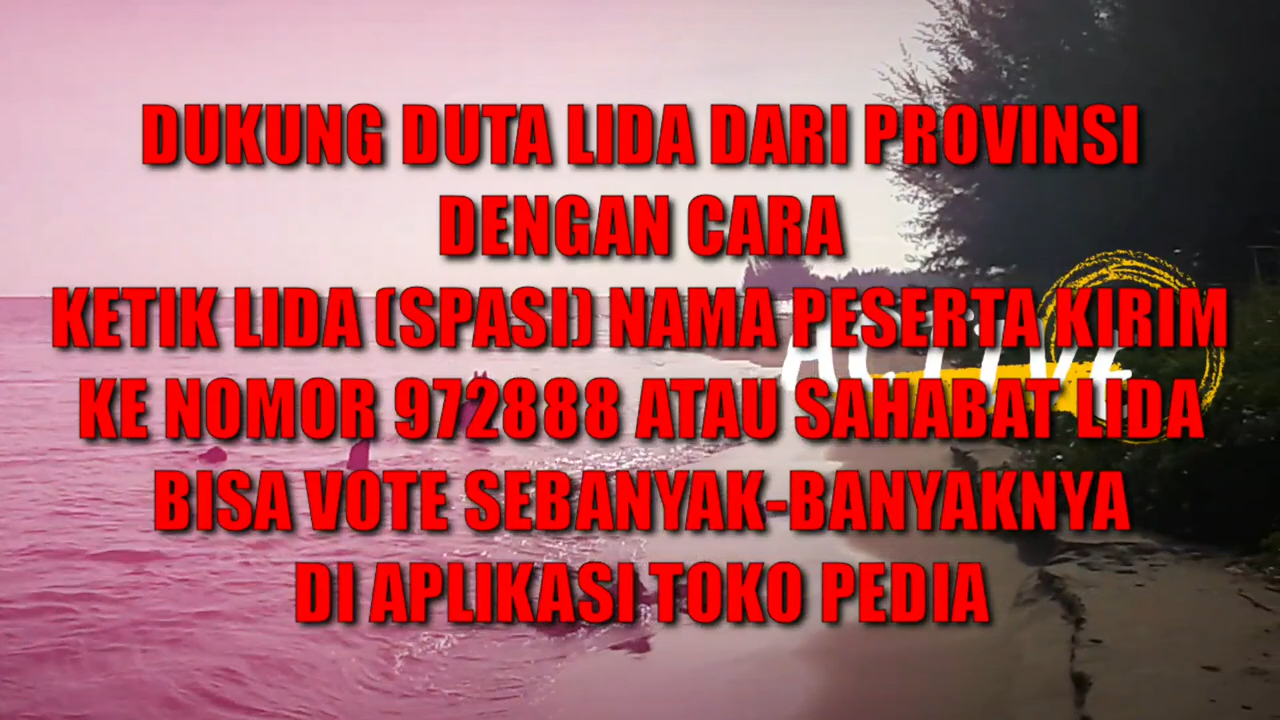 DUKUNG DUTA LIDA DARI PROVINSI
DENGAN CARA
KETIK LIDA (SPASI) NAMA PESERTA KIRIM
KE NOMOR 972888 ATAU SAHABAT LIDA
BISA VOTE SEBANYAK-BANYAKNYA
DI APLIKASI TOKO PEDIA
ACTIVE